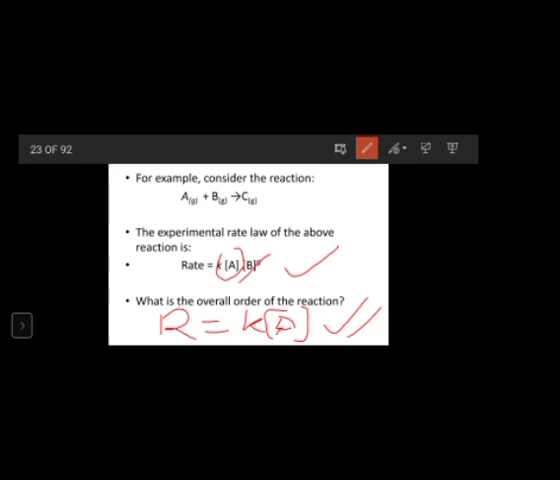 23 OF 92
• For example, consider the reaction:
A(g) + B(g) →C(g)
• The experimental rate law of the above
reaction is:
• Rate = k [A] [B]⁰
• What is the overall order of the reaction?
R = k[A]